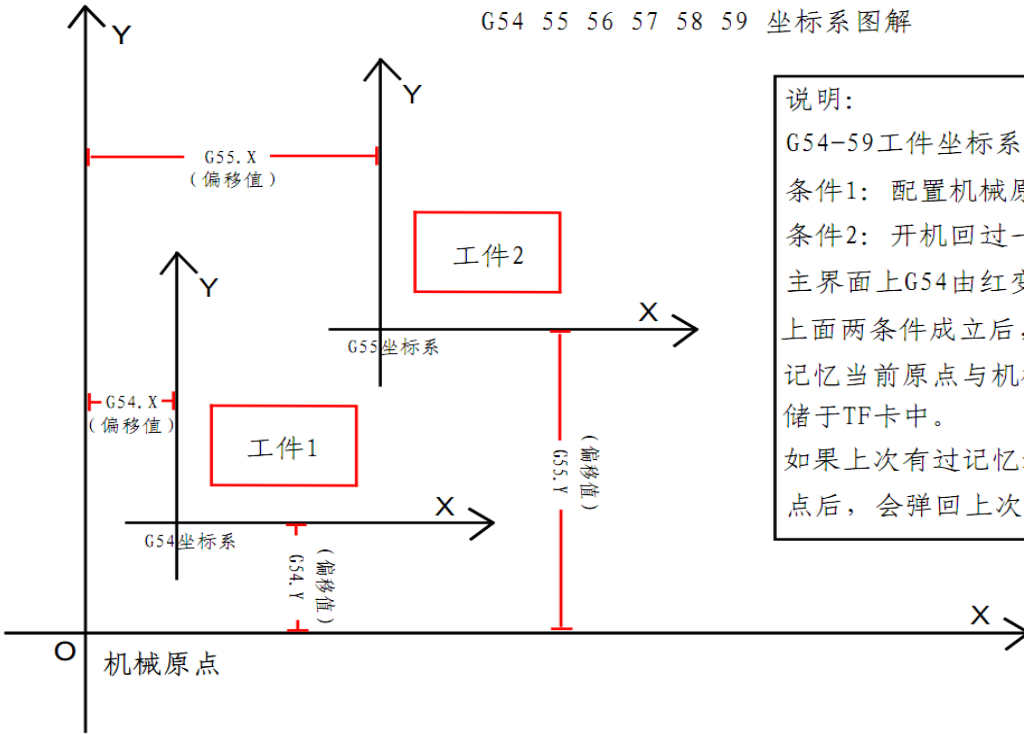 G54 55 56 57 58 59 坐标系图解
Y
Y
说明:
G54-59工件坐标系
条件1: 配置机械原
条件2: 开机回过一
主界面上G54由红变
上面两条件成立后,
记忆当前原点与机
储于TF卡中。
如果上次有过记忆
点后, 会弹回上次
G55.X
(偏移值)
工件2
Y
X
G55坐标系
G54.X
(偏移值)
工件1
G55.Y
(偏移值)
X
G54坐标系
G54.Y
(偏移值)
X
O
机械原点